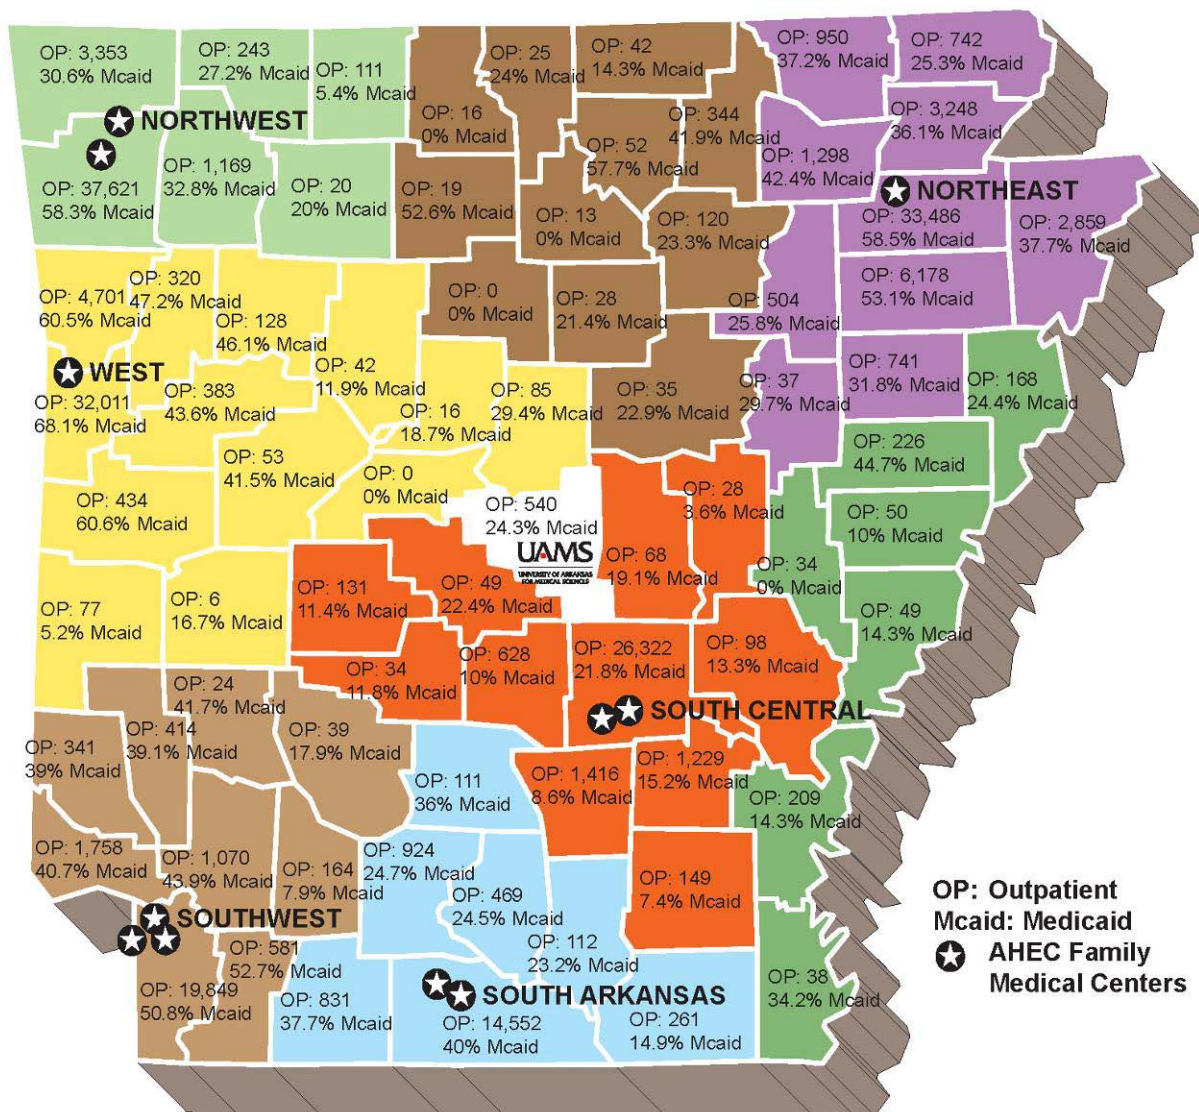 OP: 3,353
30.6% Mcaid
OP: 243
27.2% Mcaid
OP: 111
5.4% Mcaid
OP: 16
0% Mcaid
OP: 25
24% Mcaid
OP: 42
14.3% Mcaid
OP: 344
41.9% Mcaid
OP: 950
37.2% Mcaid
OP: 742
25.3% Mcaid
OP: 3,248
36.1% Mcaid
NORTHWEST
OP: 37,621
58.3% Mcaid
OP: 1,169
32.8% Mcaid
OP: 20
20% Mcaid
OP: 19
52.6% Mcaid
OP: 52
57.7% Mcaid
OP: 13
0% Mcaid
OP: 120
23.3% Mcaid
OP: 1,298
42.4% Mcaid
NORTHEAST
OP: 33,486
58.5% Mcaid
OP: 2,859
37.7% Mcaid
OP: 4,701
60.5% Mcaid
OP: 320
47.2% Mcaid
OP: 128
46.1% Mcaid
OP: 42
11.9% Mcaid
OP: 0
0% Mcaid
OP: 28
21.4% Mcaid
OP: 504
25.8% Mcaid
OP: 6,178
53.1% Mcaid
WEST
OP: 32,011
68.1% Mcaid
OP: 383
43.6% Mcaid
OP: 16
18.7% Mcaid
OP: 85
29.4% Mcaid
OP: 35
22.9% Mcaid
OP: 37
29.7% Mcaid
OP: 741
31.8% Mcaid
OP: 168
24.4% Mcaid
OP: 434
60.6% Mcaid
OP: 53
41.5% Mcaid
OP: 0
0% Mcaid
OP: 540
24.3% Mcaid
UAMS
UNIVERSITY OF ARKANSAS
FOR MEDICAL SCIENCES
OP: 28
3.6% Mcaid
OP: 226
44.7% Mcaid
OP: 50
10% Mcaid
OP: 77
5.2% Mcaid
OP: 6
16.7% Mcaid
OP: 131
11.4% Mcaid
OP: 49
22.4% Mcaid
OP: 68
19.1% Mcaid
OP: 34
0% Mcaid
OP: 49
14.3% Mcaid
OP: 34
11.8% Mcaid
OP: 628
10% Mcaid
OP: 26,322
21.8% Mcaid
OP: 98
13.3% Mcaid
SOUTH CENTRAL
OP: 24
41.7% Mcaid
OP: 341
39% Mcaid
OP: 414
39.1% Mcaid
OP: 39
17.9% Mcaid
OP: 111
36% Mcaid
OP: 1,416
8.6% Mcaid
OP: 1,229
15.2% Mcaid
OP: 209
14.3% Mcaid
OP: 1,758
40.7% Mcaid
OP: 1,070
43.9% Mcaid
OP: 164
7.9% Mcaid
OP: 924
24.7% Mcaid
OP: 469
24.5% Mcaid
OP: 112
23.2% Mcaid
OP: 149
7.4% Mcaid
SOUTHWEST
OP: 19,849
50.8% Mcaid
OP: 581
52.7% Mcaid
OP: 831
37.7% Mcaid
SOUTH ARKANSAS
OP: 14,552
40% Mcaid
OP: 261
14.9% Mcaid
OP: 38
34.2% Mcaid
OP: Outpatient
Mcaid: Medicaid
AHEC Family
Medical Centers